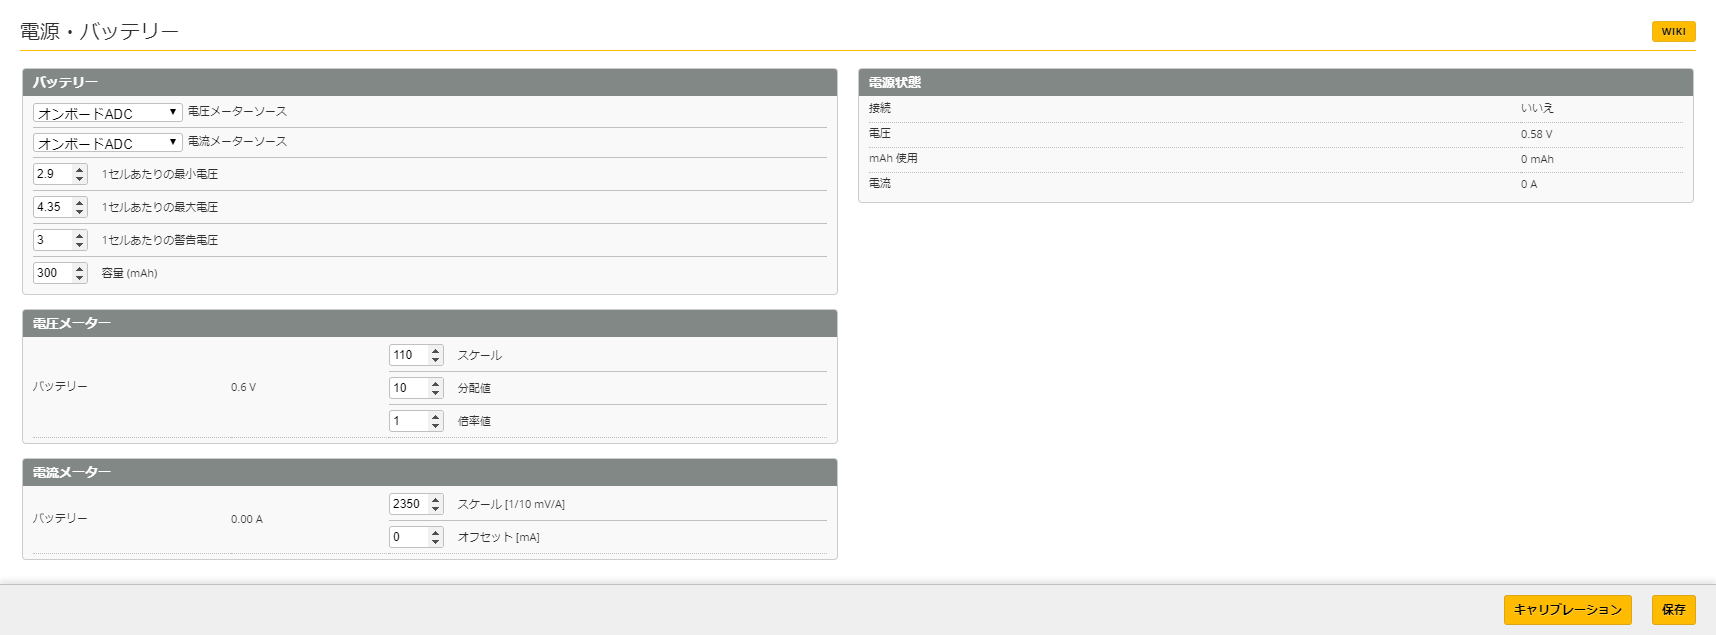 電源・バッテリー
WIKI
バッテリー
オンボードADC 電圧メーターソース
オンボードADC 電流メーターソース
2.9 1セルあたりの最小電圧
4.35 1セルあたりの最大電圧
3 1セルあたりの警告電圧
300 容量 (mAh)
電源状態
接続 いいえ
電圧 0.58 V
mAh 使用 0 mAh
電流 0 A
電圧メーター
バッテリー 0.6 V
110 スケール
10 分配値
1 倍率値
電流メーター
バッテリー 0.00 A
2350 スケール [1/10 mV/A]
0 オフセット [mA]
キャリブレーション
保存